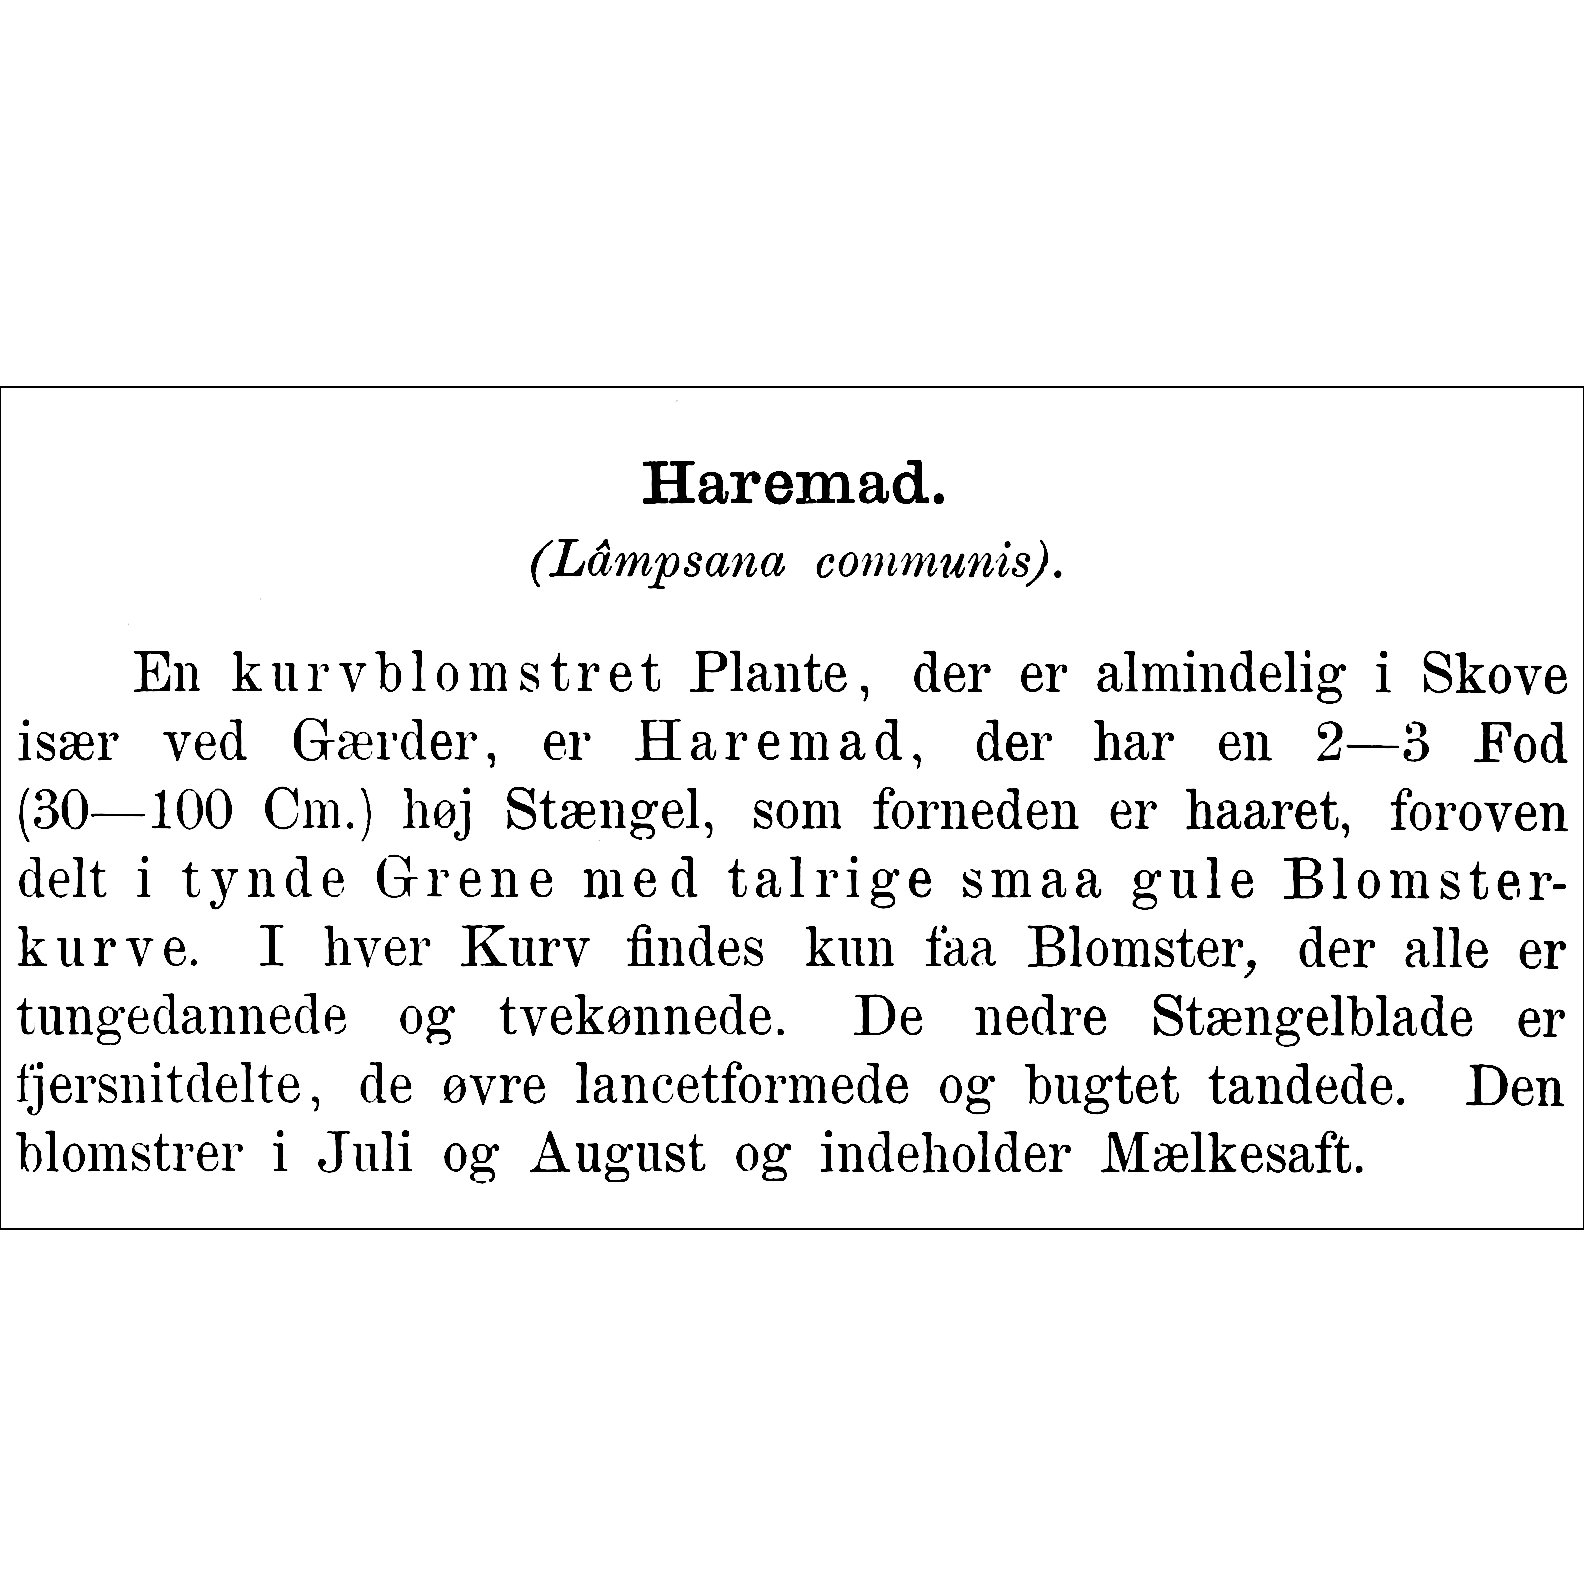 Haremad.
(Lâmpsana communis).
En kurvblomstret Plante, der er almindelig i Skove
især ved Gærder, er Haremad, der har en 2—3 Fod
(30—100 Cm.) høj Stængel, som forneden er haaret, foroven
delt i tynde Grene med talrige smaa gule Blomster-
kurve. I hver Kurv findes kun faa Blomster, der alle er
tungedannede og tvekønnede. De nedre Stængelblade er
fjersnitdelte, de øvre lancetformede og bugtet tandede. Den
blomstrer i Juli og August og indeholder Mælkesaft.